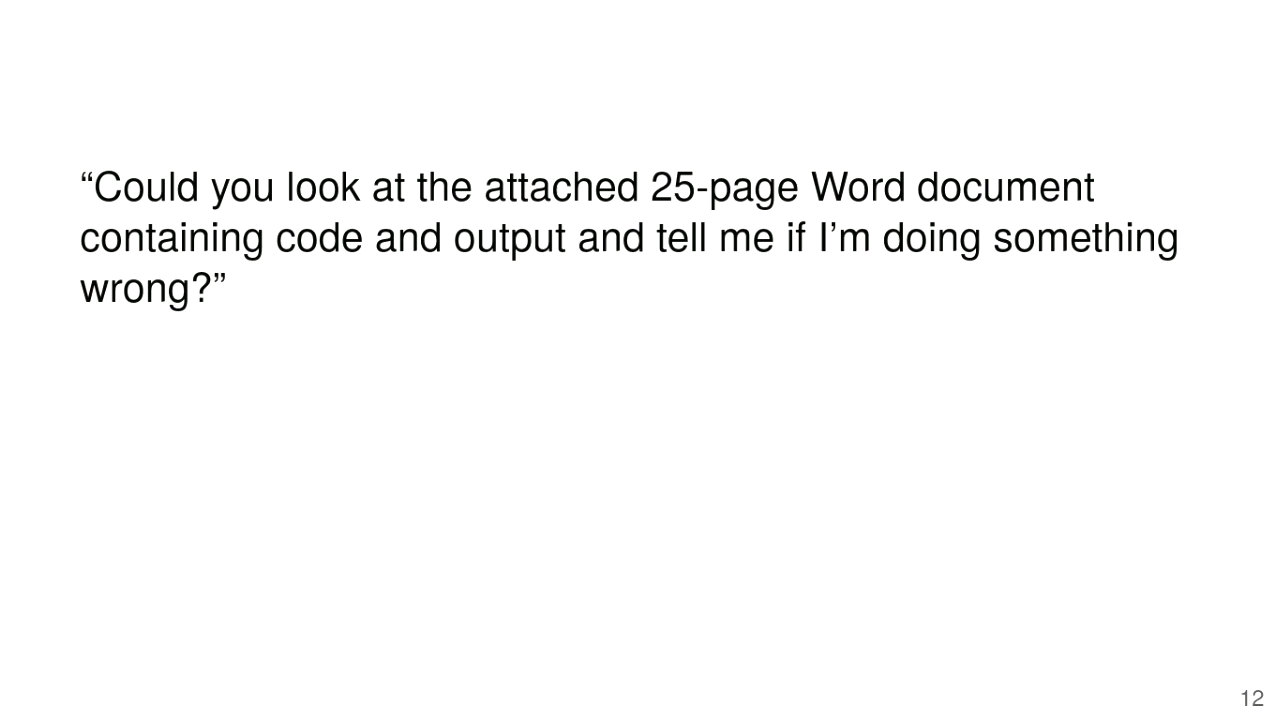 “Could you look at the attached 25-page Word document
containing code and output and tell me if I’m doing something
wrong?”
12